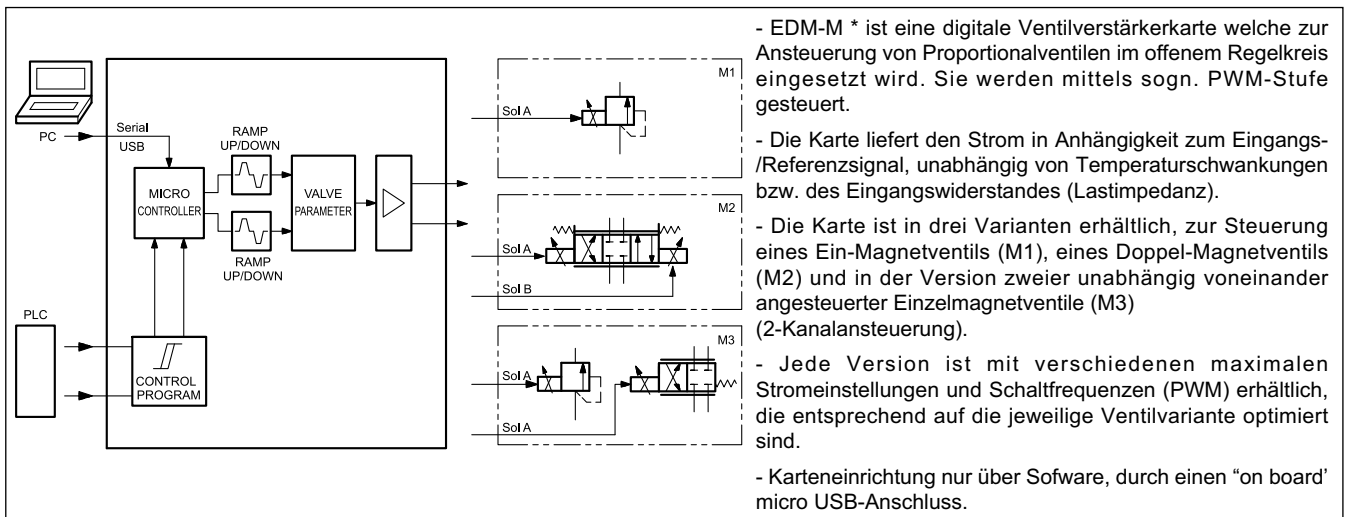 PC
Serial
USB
MICRO
CONTROLLER
RAMP
UP/DOWN
RAMP
UP/DOWN
VALVE
PARAMETER
PLC
CONTROL
PROGRAM
M1
Sol A
M2
Sol A
Sol B
M3
Sol A
Sol A
- EDM-M * ist eine digitale Ventilverstärkerkarte welche zur
Ansteuerung von Proportionalventilen im offenem Regelkreis
eingesetzt wird. Sie werden mittels sogn. PWM-Stufe
gesteuert.
- Die Karte liefert den Strom in Anhängigkeit zum Eingangs-
/Referenzsignal, unabhängig von Temperaturschwankungen
bzw. des Eingangswiderstandes (Lastimpedanz).
- Die Karte ist in drei Varianten erhältlich, zur Steuerung
eines Ein-Magnetventils (M1), eines Doppel-Magnetventils
(M2) und in der Version zweier unabhängig voneinander
angesteuerter Einzelmagnetventile (M3)
(2-Kanalansteuerung).
- Jede Version ist mit verschiedenen maximalen
Stromeinstellungen und Schaltfrequenzen (PWM) erhältlich,
die entsprechend auf die jeweilige Ventilvariante optimiert
sind.
- Karteneinrichtung nur über Sofware, durch einen “on board’
micro USB-Anschluss.